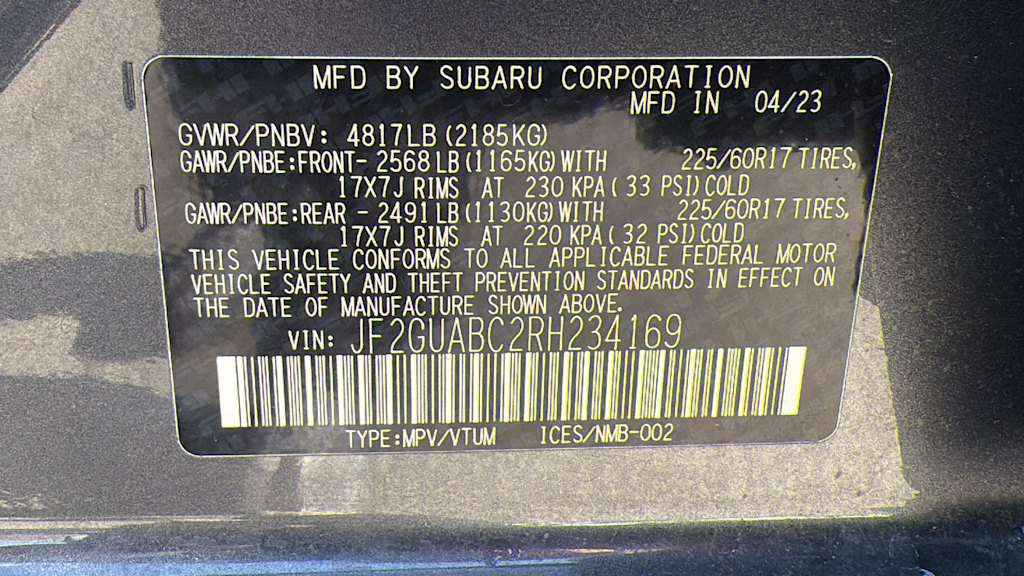 MFD BY SUBARU CORPORATION
MFD IN 04/23
GVWR/PNBV: 4817LB (2185KG)
GAWR/PNBE:FRONT- 2568 LB (1165KG) WITH 225/60R17 TIRES,
17X7J RIMS AT 230 KPA ( 33 PSI) COLD
GAWR/PNBE:REAR - 2491 LB (1130KG) WITH 225/60R17 TIRES,
17X7J RIMS AT 220 KPA ( 32 PSI) COLD
THIS VEHICLE CONFORMS TO ALL APPLICABLE FEDERAL MOTOR
VEHICLE SAFETY AND THEFT PREVENTION STANDARDS IN EFFECT ON
THE DATE OF MANUFACTURE SHOWN ABOVE.
VIN: JF2GUABC2RH234169
TYPE:MPV/VTUM ICES/NMB-002